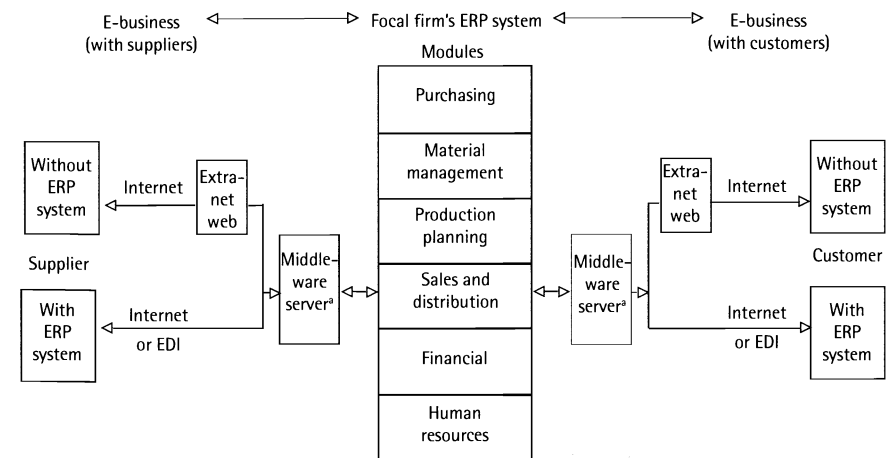 E-business
(with suppliers)
Focal firm's ERP system
E-business
(with customers)
Modules
Purchasing
Material
management
Production
planning
Sales and
distribution
Financial
Human
resources
Without
ERP
system
Internet
Extra-
net
web
Supplier
With
ERP
system
Internet
or EDI
Middle-
ware
serverª
Middle-
ware
serverª
Extra-
net
web
Internet
Without
ERP
system
Customer
Internet
or EDI
With
ERP
system